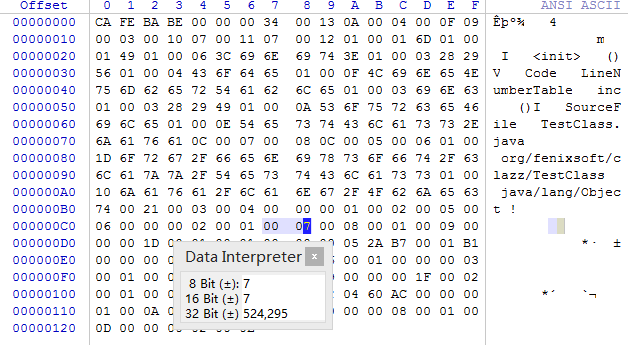 Offset 0 1 2 3 4 5 6 7 8 9 A B C D E F ANSI ASCII
00000000 CA FE BA BE 00 00 00 34 00 13 0A 00 04 00 0F 09 Êþº¾ 4
00000010 00 03 00 10 07 00 11 07 00 12 01 00 01 6D 01 00 m
00000020 01 49 01 00 06 3C 69 6E 69 74 3E 01 00 03 28 29 I <init> ()
00000030 56 01 00 04 43 6F 64 65 01 00 0F 4C 69 6E 65 4E V Code LineN
00000040 75 6D 62 65 72 54 61 62 6C 65 01 00 03 69 6E 63 umberTable inc
00000050 01 00 03 28 29 49 01 00 0A 53 6F 75 72 63 65 46 ()I SourceF
00000060 69 6C 65 01 00 0E 54 65 73 74 43 6C 61 73 73 2E ile TestClass.
00000070 6A 61 76 61 0C 00 07 00 08 0C 00 05 00 06 01 00 java
00000080 1D 6F 72 67 2F 66 65 6E 69 78 73 6F 66 74 2F 63 org/fenixsoft/c
00000090 6C 61 7A 7A 2F 54 65 73 74 43 6C 61 73 73 01 00 lazz/TestClass
000000A0 10 6A 61 76 61 2F 6C 61 6E 67 2F 4F 62 6A 65 63 java/lang/Objec
000000B0 74 00 21 00 03 00 04 00 00 00 01 00 02 00 05 00 t !
000000C0 06 00 00 00 02 00 01 00 07 00 08 00 01 00 09 00
000000D0 00 00 1D 00 05 2A B7 00 01 B1 *· ±
000000E0 00 00 00 01 00 00 00 03
000000F0 00 01 00 00 00 1F 00 02
00000100 00 01 00 04 60 AC 00 00 00 *´ `¬
00000110 01 00 0A 00 00 00 08 00 01 00
00000120 0D 00
Data Interpreter x
8 Bit (±): 7
16 Bit (±) 7
32 Bit (±) 524,295